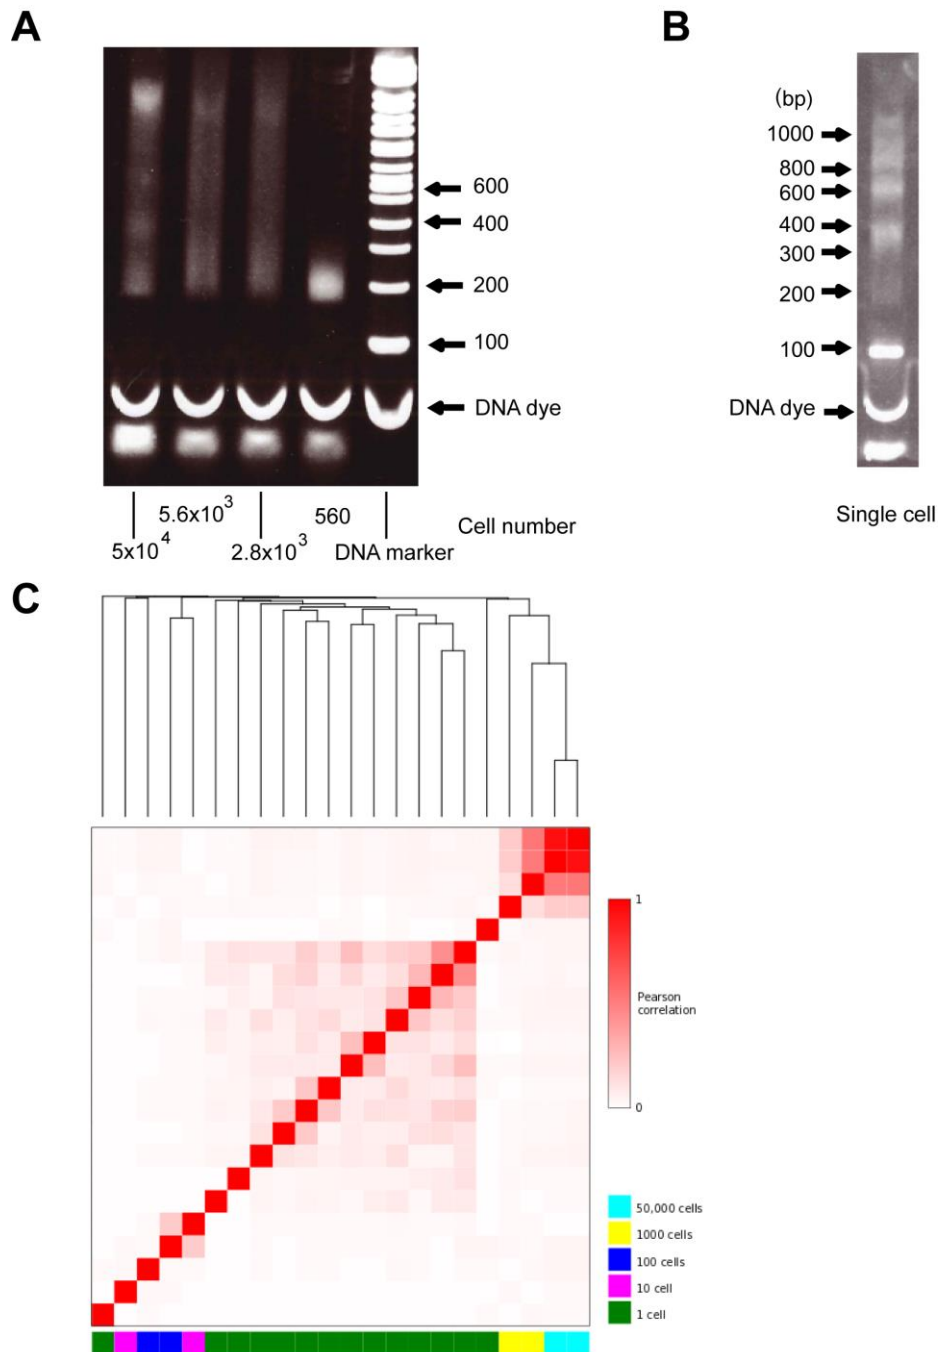 A
600
400
200
100
DNA dye
5x10⁴
5.6x10³
2.8x10³
560
DNA marker
Cell number
B
(bp)
1000
800
600
400
300
200
100
DNA dye
Single cell
C
1
Pearson
correlation
0
50,000 cells
1000 cells
100 cells
10 cell
1 cell